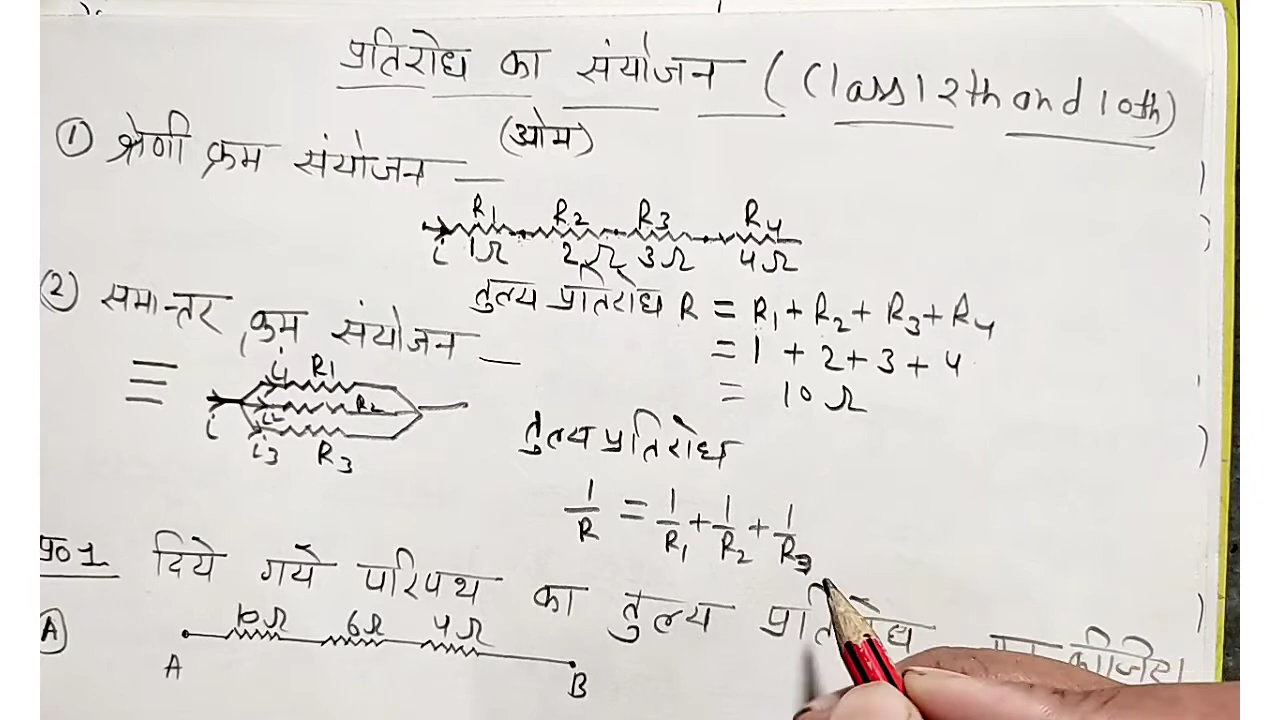 प्रतिरोध का संयोजन ( Class 12th and 10th)
① श्रेणी क्रम संयोजन — (ओम)
R1 R2 R3 R4
i 1Ω 2Ω 3Ω 4Ω
तुल्य प्रतिरोध R = R1 + R2 + R3 + R4
= 1 + 2 + 3 + 4
= 10 Ω
② समान्तर क्रम संयोजन —
i1 R1
i i2 R2
i3 R3
तुल्य प्रतिरोध
1/R = 1/R1 + 1/R2 + 1/R3
प्र० 1 दिये गये परिपथ का तुल्य प्रतिरोध कीजिए।
A) 10Ω 6Ω 4Ω
A B